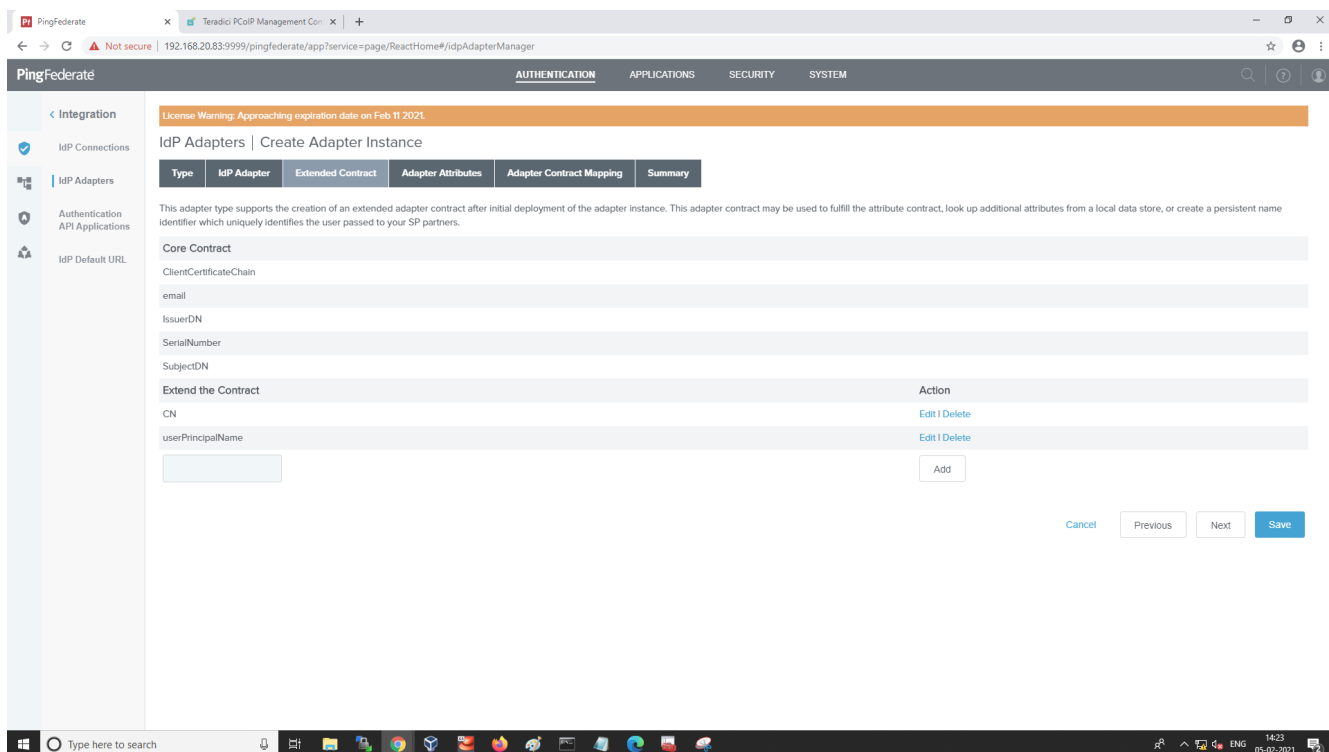 PingFederate
Teradici PCoIP Management Con
Not secure
192.168.20.83:9999/pingfederate/app?service=page/ReactHome#/idpAdapterManager
PingFederate
AUTHENTICATION
APPLICATIONS
SECURITY
SYSTEM
Integration
IdP Connections
IdP Adapters
Authentication
API Applications
IdP Default URL
License Warning: Approaching expiration date on Feb 11 2021.
IdP Adapters | Create Adapter Instance
Type
IdP Adapter
Extended Contract
Adapter Attributes
Adapter Contract Mapping
Summary
This adapter type supports the creation of an extended adapter contract after initial deployment of the adapter instance. This adapter contract may be used to fulfill the attribute contract, look up additional attributes from a local data store, or create a persistent name
identifier which uniquely identifies the user passed to your SP partners.
Core Contract
ClientCertificateChain
email
IssuerDN
SerialNumber
SubjectDN
Extend the Contract
Action
CN
Edit | Delete
userPrincipalName
Edit | Delete
Add
Cancel
Previous
Next
Save
Type here to search
ENG
14:23
05-02-2021